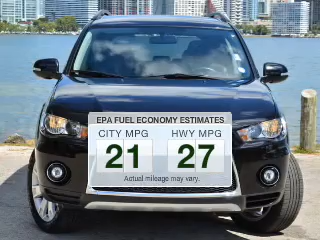 EPA FUEL ECONOMY ESTIMATES
CITY MPG HWY MPG
21 27
Actual mileage may vary.